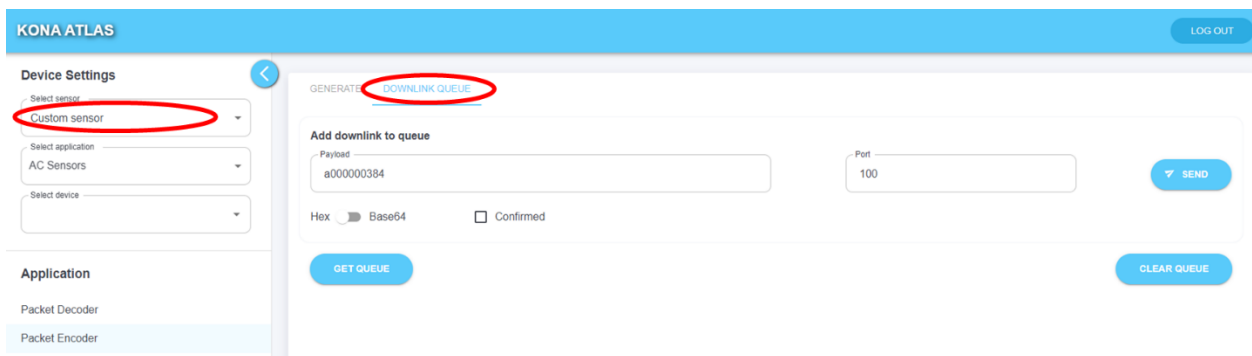 KONA ATLAS
LOG OUT
Device Settings
Select sensor
Custom sensor
Select application
AC Sensors
Select device
Application
Packet Decoder
Packet Encoder
GENERATE
DOWNLINK QUEUE
Add downlink to queue
Payload
a000000384
Port
100
SEND
Hex
Base64
Confirmed
GET QUEUE
CLEAR QUEUE